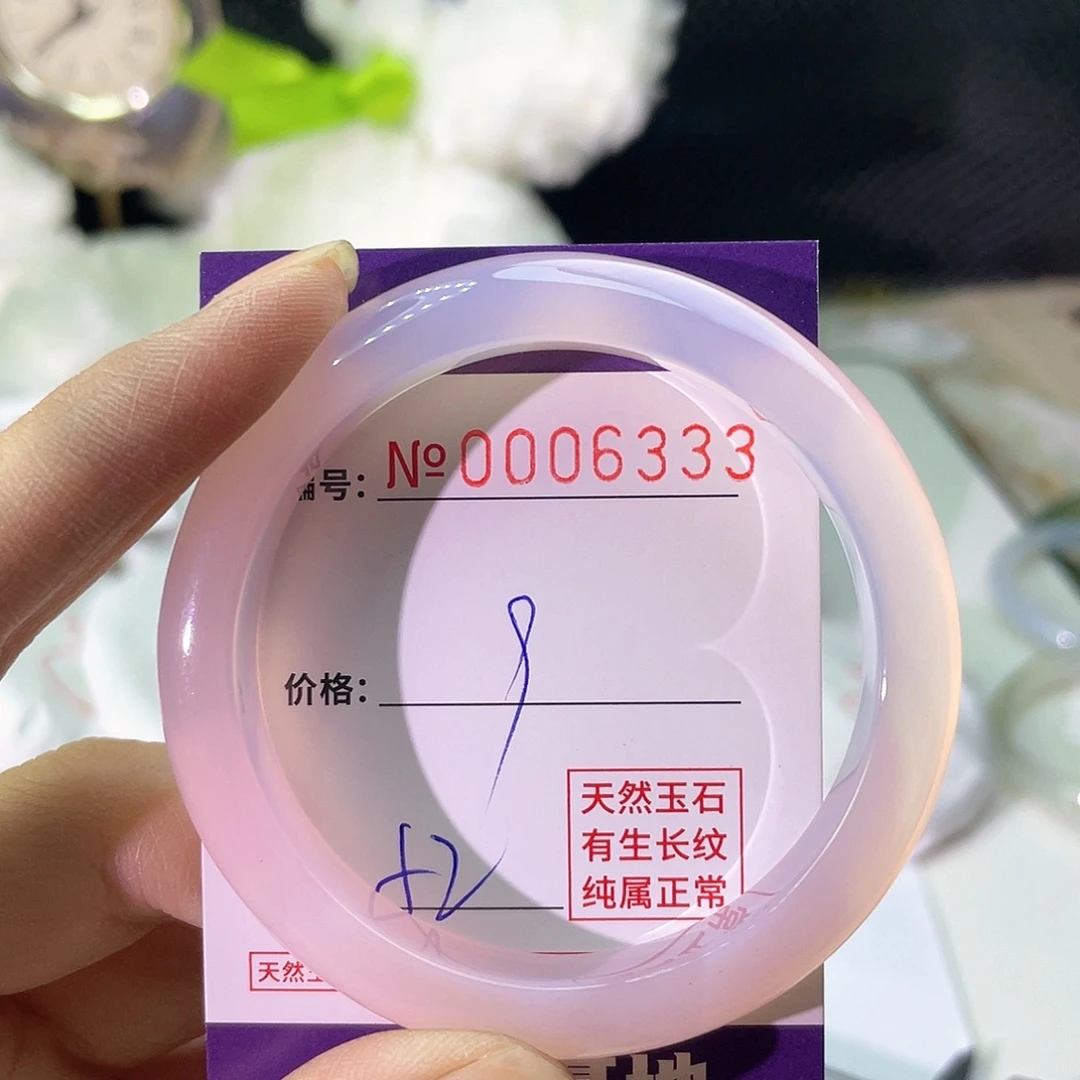 编号: №0006333
价格: 9
天然玉石
有生长纹
纯属正常
天然